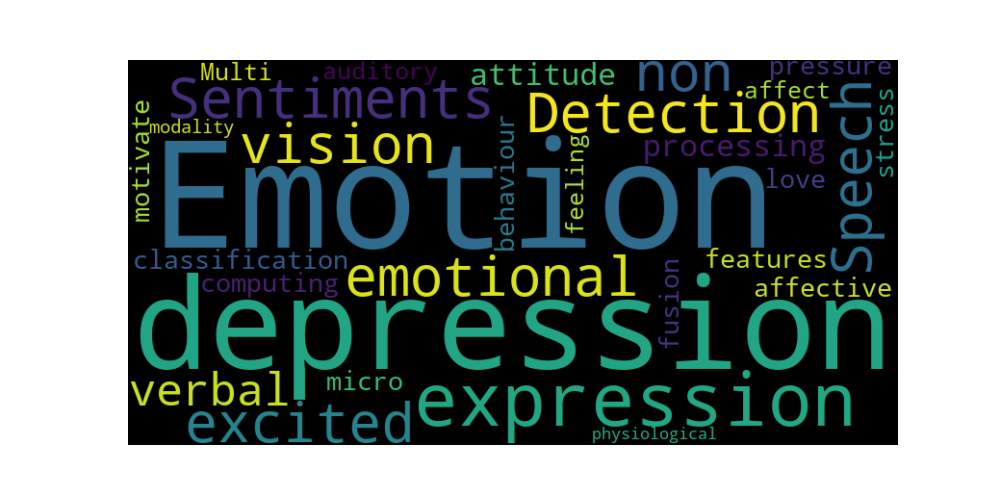 Multi
auditory
attitude
non
pressure
Sentiments
Detection
affect
motivate
modality
vision
behaviour
feeling
processing
Speech
stress
Emotion
love
classification
computing
emotional
fusion
features
affective
depression
verbal
micro
expression
excited
physiological